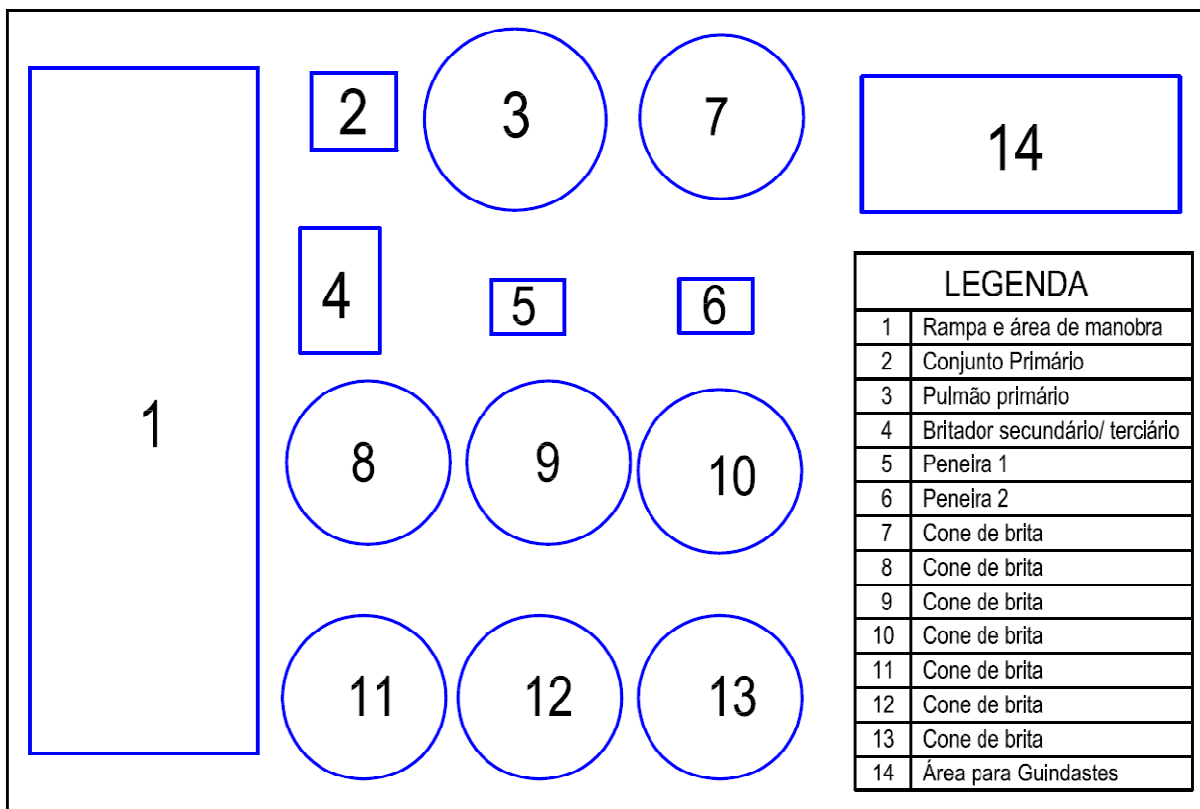 2
3
7
14
4
5
6
1
8
9
10
11
12
13
LEGENDA
1 Rampa e área de manobra
2 Conjunto Primário
3 Pulmão primário
4 Britador secundário/ terciário
5 Peneira 1
6 Peneira 2
7 Cone de brita
8 Cone de brita
9 Cone de brita
10 Cone de brita
11 Cone de brita
12 Cone de brita
13 Cone de brita
14 Área para Guindastes